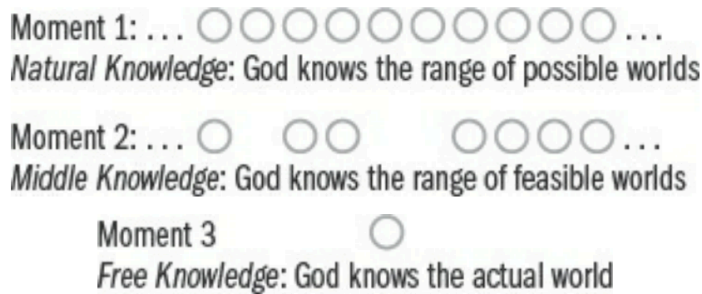 Moment 1: . . . ○○○○○○○○○○ . . .
Natural Knowledge: God knows the range of possible worlds
Moment 2: . . . ○ ○○ ○○○○ . . .
Middle Knowledge: God knows the range of feasible worlds
Moment 3 ○
Free Knowledge: God knows the actual world